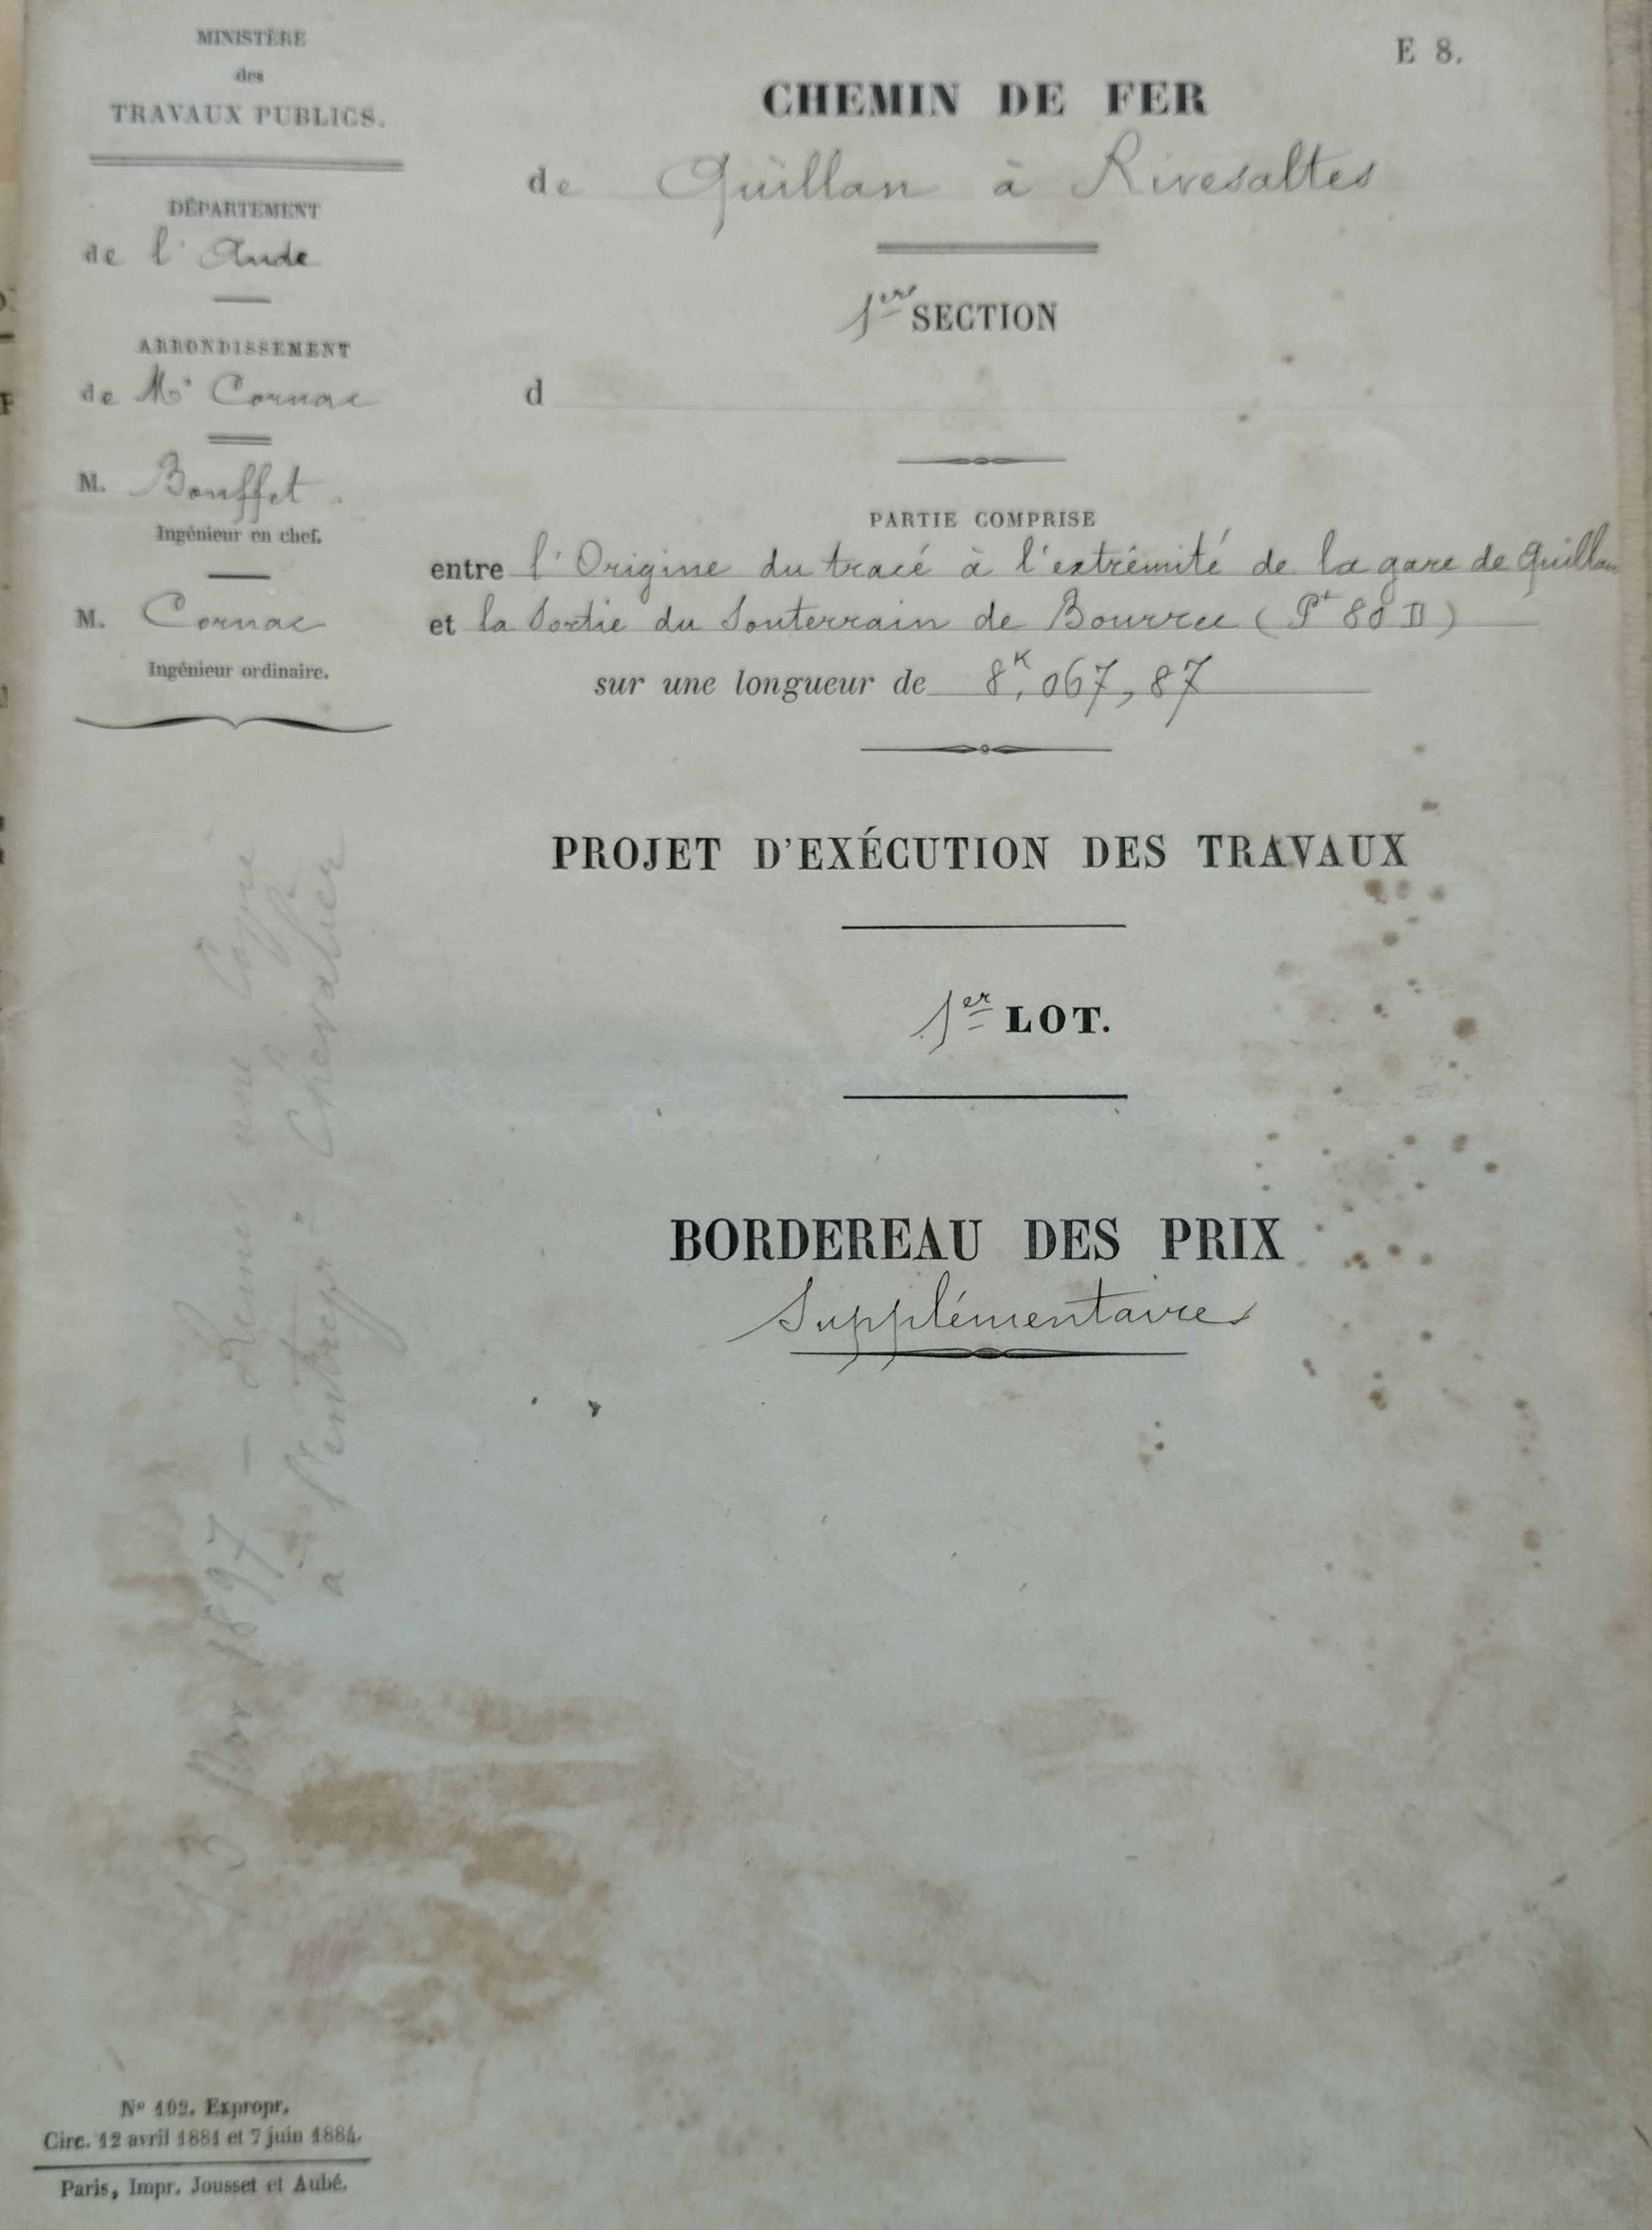 MINISTÈRE
des
TRAVAUX PUBLICS.
DÉPARTEMENT
de l'Aude
ARRONDISSEMENT
de Mr Cornac
M. Bouffet.
Ingénieur en chef.
M. Cornac
Ingénieur ordinaire.
E 8.
CHEMIN DE FER
de Quillan à Rivesaltes
1ère SECTION
d
PARTIE COMPRISE
entre l'Origine du tracé à l'extrémité de la gare de Quillan
et la Sortie du Souterrain de Bourrec (Pt 80 D)
sur une longueur de 8K,067,87
PROJET D'EXÉCUTION DES TRAVAUX
1er LOT.
BORDEREAU DES PRIX
Supplémentaires
13 Nov 1897 — Remis une Copie
à l'entrepr Chevalier
No 102. Expropr.
Circ. 12 avril 1881 et 7 juin 1884.
Paris, Impr. Jousset et Aubé.